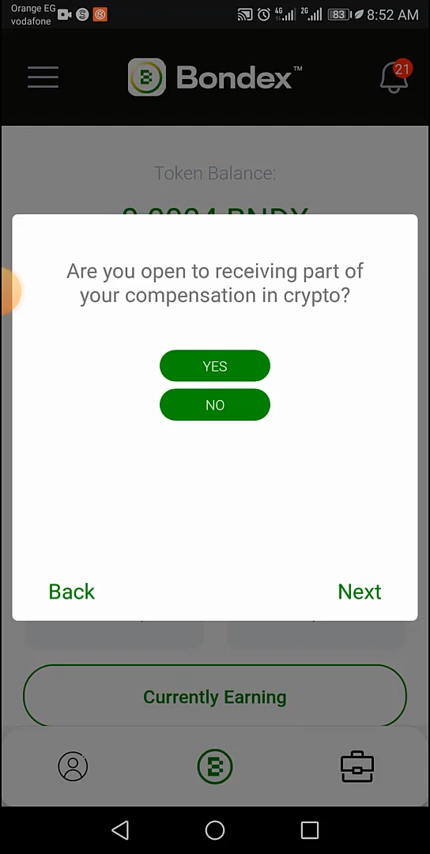 Orange EG
vodafone
4G
2G
83
8:52 AM
Bondex™
21
Token Balance:
Are you open to receiving part of
your compensation in crypto?
YES
NO
Back
Next
Currently Earning